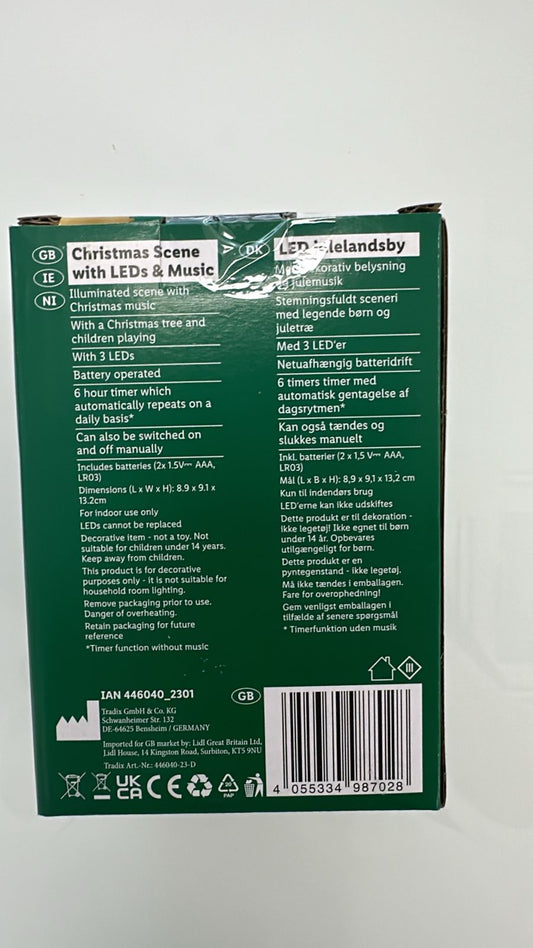 GB
IE
NI
Christmas Scene
with LEDs & Music
Illuminated scene with
Christmas music
With a Christmas tree and
children playing
With 3 LEDs
Battery operated
6 hour timer which
automatically repeats on a
daily basis*
Can also be switched on
and off manually
Includes batteries (2x 1.5V⎓ AAA,
LR03)
Dimensions (L x W x H): 8.9 x 9.1 x
13.2cm
For indoor use only
LEDs cannot be replaced
Decorative item - not a toy. Not
suitable for children under 14 years.
Keep away from children.
This product is for decorative
purposes only - it is not suitable for
household room lighting.
Remove packaging prior to use.
Danger of overheating.
Retain packaging for future
reference
*Timer function without music
DK
LED julelandsby
Med dekorativ belysning
og julemusik
Stemningsfuldt sceneri
med legende børn og
juletræ
Med 3 LED'er
Netuafhængig batteridrift
6 timers timer med
automatisk gentagelse af
dagsrytmen*
Kan også tændes og
slukkes manuelt
Inkl. batterier (2 x 1,5 V⎓ AAA,
LR03)
Mål (L x B x H): 8,9 x 9,1 x 13,2 cm
Kun til indendørs brug
LED'erne kan ikke udskiftes
Dette produkt er til dekoration -
ikke legetøj! Ikke egnet til børn
under 14 år. Opbevares
utilgængeligt for børn.
Dette produkt er en
pyntegenstand - ikke legetøj.
Må ikke tændes i emballagen.
Fare for overophedning!
Gem venligst emballagen i
tilfælde af senere spørgsmål
* Timerfunktion uden musik
III
IAN 446040_2301
GB
Tradix GmbH & Co. KG
Schwanheimer Str. 132
DE-64625 Bensheim / GERMANY
Imported for GB market by: Lidl Great Britain Ltd,
Lidl House, 14 Kingston Road, Surbiton, KT5 9NU
Tradix Art.-Nr.: 446040-23-D
UK
CA
CE
20
PAP
4 055334 987028